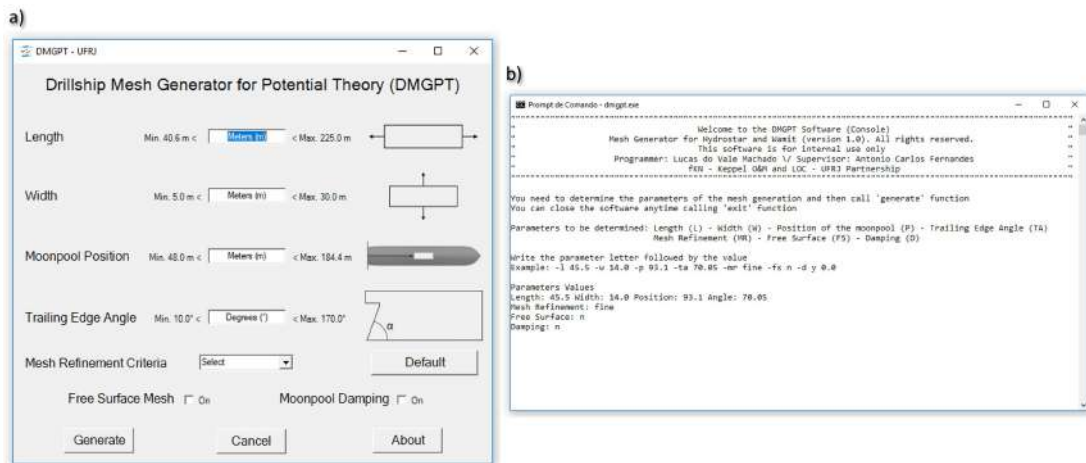 a)
DMGPT - UFRJ
Drillship Mesh Generator for Potential Theory (DMGPT)
Length Min. 40.6 m < Meters (m) < Max. 225.0 m
Width Min. 5.0 m < Meters (m) < Max. 30.0 m
Moonpool Position Min. 48.0 m < Meters (m) < Max. 184.4 m
Trailing Edge Angle Min. 10.0° < Degrees (°) < Max. 170.0°
α
Mesh Refinement Criteria Select Default
Free Surface Mesh On Moonpool Damping On
Generate Cancel About
b)
Prompt de Comando - dmgpt.exe
Welcome to the DMGPT Software (Console)
Mesh Generator for Hydrostar and Wamit (version 1.0). All rights reserved.
This software is for internal use only
Programmer: Lucas do Vale Machado \/ Supervisor: Antonio Carlos Fernandes
fKN - Keppel O&M and LOC - UFRJ Partnership
You need to determine the parameters of the mesh generation and then call 'generate' function
You can close the software anytime calling 'exit' function
Parameters to be determined: Length (L) - Width (W) - Position of the moonpool (P) - Trailing Edge Angle (TA)
Mesh Refinement (MR) - Free Surface (FS) - Damping (D)
Write the parameter letter followed by the value
Example: -l 45.5 -w 14.0 -p 93.1 -ta 70.05 -mr fine -fs n -d y 0.0
Parameters Values
Length: 45.5 Width: 14.0 Position: 93.1 Angle: 70.05
Mesh Refinement: fine
Free Surface: n
Damping: n